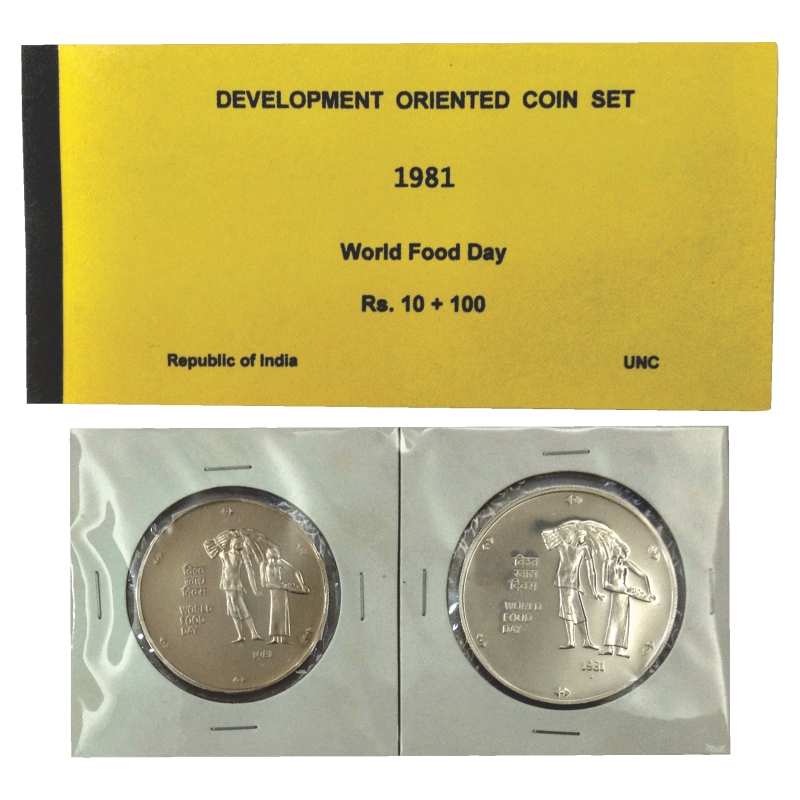 DEVELOPMENT ORIENTED COIN SET
1981
World Food Day
Rs. 10 + 100
Republic of India
UNC
विश्व
खाद्य
दिवस
WORLD
FOOD
DAY
1981
विश्व
खाद्य
दिवस
WORLD
FOOD
DAY
1981